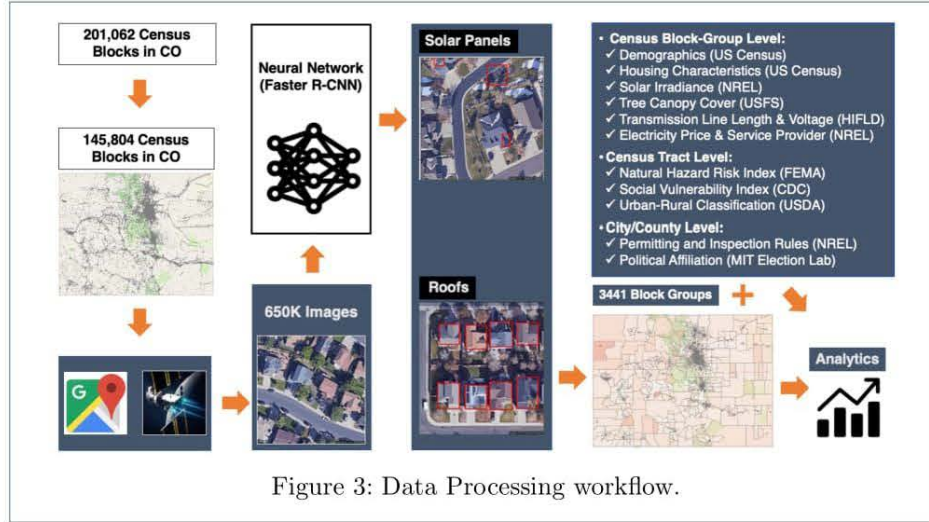 201,062 Census
Blocks in CO
145,804 Census
Blocks in CO
G
650K Images
Neural Network
(Faster R-CNN)
Solar Panels
Roofs
• Census Block-Group Level:
✓ Demographics (US Census)
✓ Housing Characteristics (US Census)
✓ Solar Irradiance (NREL)
✓ Tree Canopy Cover (USFS)
✓ Transmission Line Length & Voltage (HIFLD)
✓ Electricity Price & Service Provider (NREL)
• Census Tract Level:
✓ Natural Hazard Risk Index (FEMA)
✓ Social Vulnerability Index (CDC)
✓ Urban-Rural Classification (USDA)
• City/County Level:
✓ Permitting and Inspection Rules (NREL)
✓ Political Affiliation (MIT Election Lab)
3441 Block Groups
Analytics
Figure 3: Data Processing workflow.